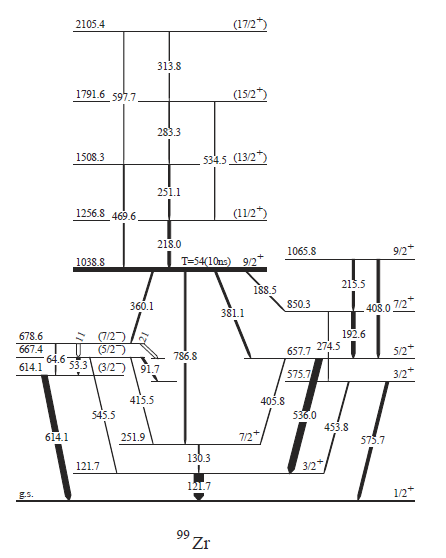 2105.4 (17/2+)
313.8
1791.6 597.7 (15/2+)
283.3
1508.3 534.5 (13/2+)
251.1
1256.8 469.6 (11/2+)
218.0
1038.8 T=54(10ns) 9/2+
1065.8 9/2+
188.5 215.5
360.1 381.1 850.3 408.0 7/2+
678.6 (7/2-) 11 21 192.6
667.4 (5/2-) 786.8 657.7 274.5 5/2+
64.6 53.3 91.7
614.1 (3/2-) 575.7 3/2+
545.5 415.5 405.8 536.0 453.8 575.7
614.1 251.9 7/2+
130.3
121.7 3/2+
121.7
g.s. 1/2+
99Zr